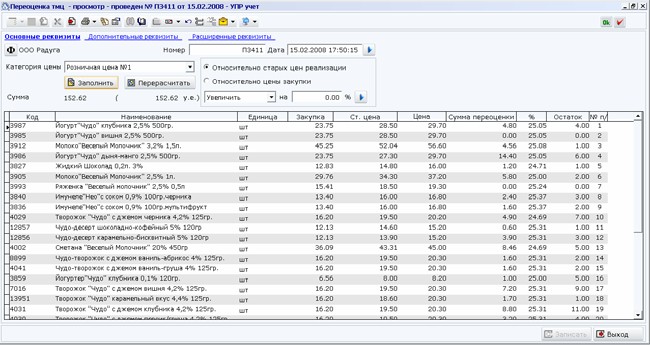 Переоценка тмц - просмотр - проведен № П3411 от 15.02.2008 - УПР учет
Ok
Основные реквизиты Дополнительные реквизиты Расширенные реквизиты
Ф ООО Радуга Номер П3411 Дата 15.02.2008 17:50:15
Категория цены Розничная цена №1 Относительно старых цен реализации
Заполнить Перерасчитать Относительно цены закупки
Сумма 152.62 ( 152.62 у.е.) Увеличить на 0.00 %
Код Наименование Единица Закупка Ст. цена Цена Сумма переоценки % Остаток № п/
3987 Йогурт"Чудо" клубника 2,5% 500гр. шт 23.75 28.50 29.70 4.80 25.05 4.00 1
3985 Йогурт"Чудо" вишня 2,5% 500гр. шт 23.75 28.50 29.70 0.00 25.05 0.00 2
3912 Молоко"Веселый Молочник" 3,2% 1,5л. шт 45.26 52.04 56.60 4.56 25.08 1.00 3
3986 Йогурт"Чудо" дыня-манго 2,5% 500гр. шт 23.75 27.30 29.70 14.40 25.05 6.00 4
3827 Жидкий Шоколад 0,2л. 3% шт 12.83 14.80 16.00 1.20 24.71 1.00 5
3905 Молоко"Веселый Молочник" 2,5% 1л. шт 29.76 34.30 37.20 5.80 25.00 2.00 6
3993 Ряженка "Веселый Молочник" 2,5% 0,5л шт 15.41 18.50 19.30 0.00 25.24 0.00 7
3840 Имунеле"Нео"с соком 0,9% 100гр.черника шт 13.40 16.00 16.80 2.40 25.37 3.00 8
3836 Имунеле"Нео"с соком 0,9% 100гр.мультифрукт шт 13.40 16.00 16.80 1.60 25.37 2.00 9
4029 Творожок "Чудо" с джемом черника 4,2% 125гр. шт 16.20 19.50 20.20 4.90 24.69 7.00 10
12857 Чудо-десерт шоколадно-кофейный 5% 120гр шт 12.13 14.60 15.20 0.60 25.31 1.00 11
12856 Чудо-десерт карамельно-бисквитный 5% 120гр шт 12.13 13.90 15.20 3.90 25.31 3.00 12
4002 Сметана "Веселый Молочник" 20% 450гр шт 36.09 43.31 45.00 8.46 24.69 5.00 13
8899 Чудо-творожок с джемом ваниль-абрикос 4% 125гр. шт 16.20 19.50 20.30 1.60 25.31 2.00 14
4041 Чудо-творожок с джемом ваниль-груша 4% 125гр. шт 16.20 19.50 20.30 1.60 25.31 2.00 15
3859 Йогуртер"Чудо" клубника 0,1% 120гр. шт 6.56 8.00 8.20 1.00 25.00 5.00 16
7016 Творожок "Чудо" с джемом вишня 4,2% 125гр. шт 16.20 19.50 20.30 7.20 25.31 9.00 17
13951 Творожок "Чудо" карамельный вкус 4,4% 125гр. шт 16.20 18.60 20.30 1.70 25.31 1.00 18
4031 Творожок "Чудо" с джемом клубника 4,2% 125гр. шт 16.20 19.50 20.30 8.80 25.31 11.00 19
Записать Выход